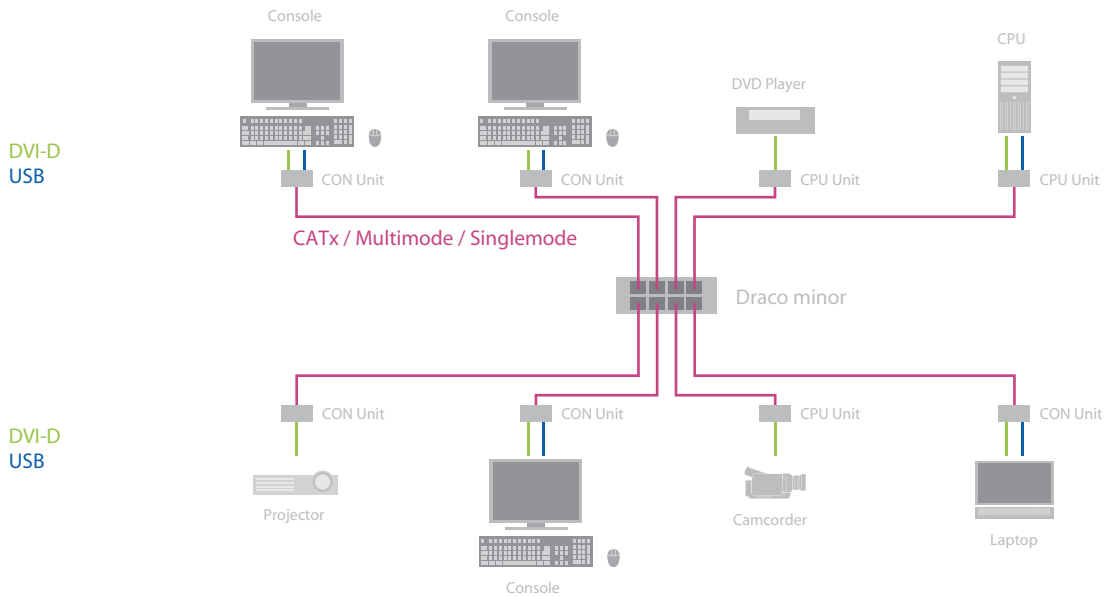 Console
Console
CPU
DVD Player
DVI-D
USB
CON Unit
CON Unit
CPU Unit
CPU Unit
CATx / Multimode / Singlemode
Draco minor
CON Unit
CON Unit
CPU Unit
CON Unit
DVI-D
USB
Projector
Camcorder
Laptop
Console